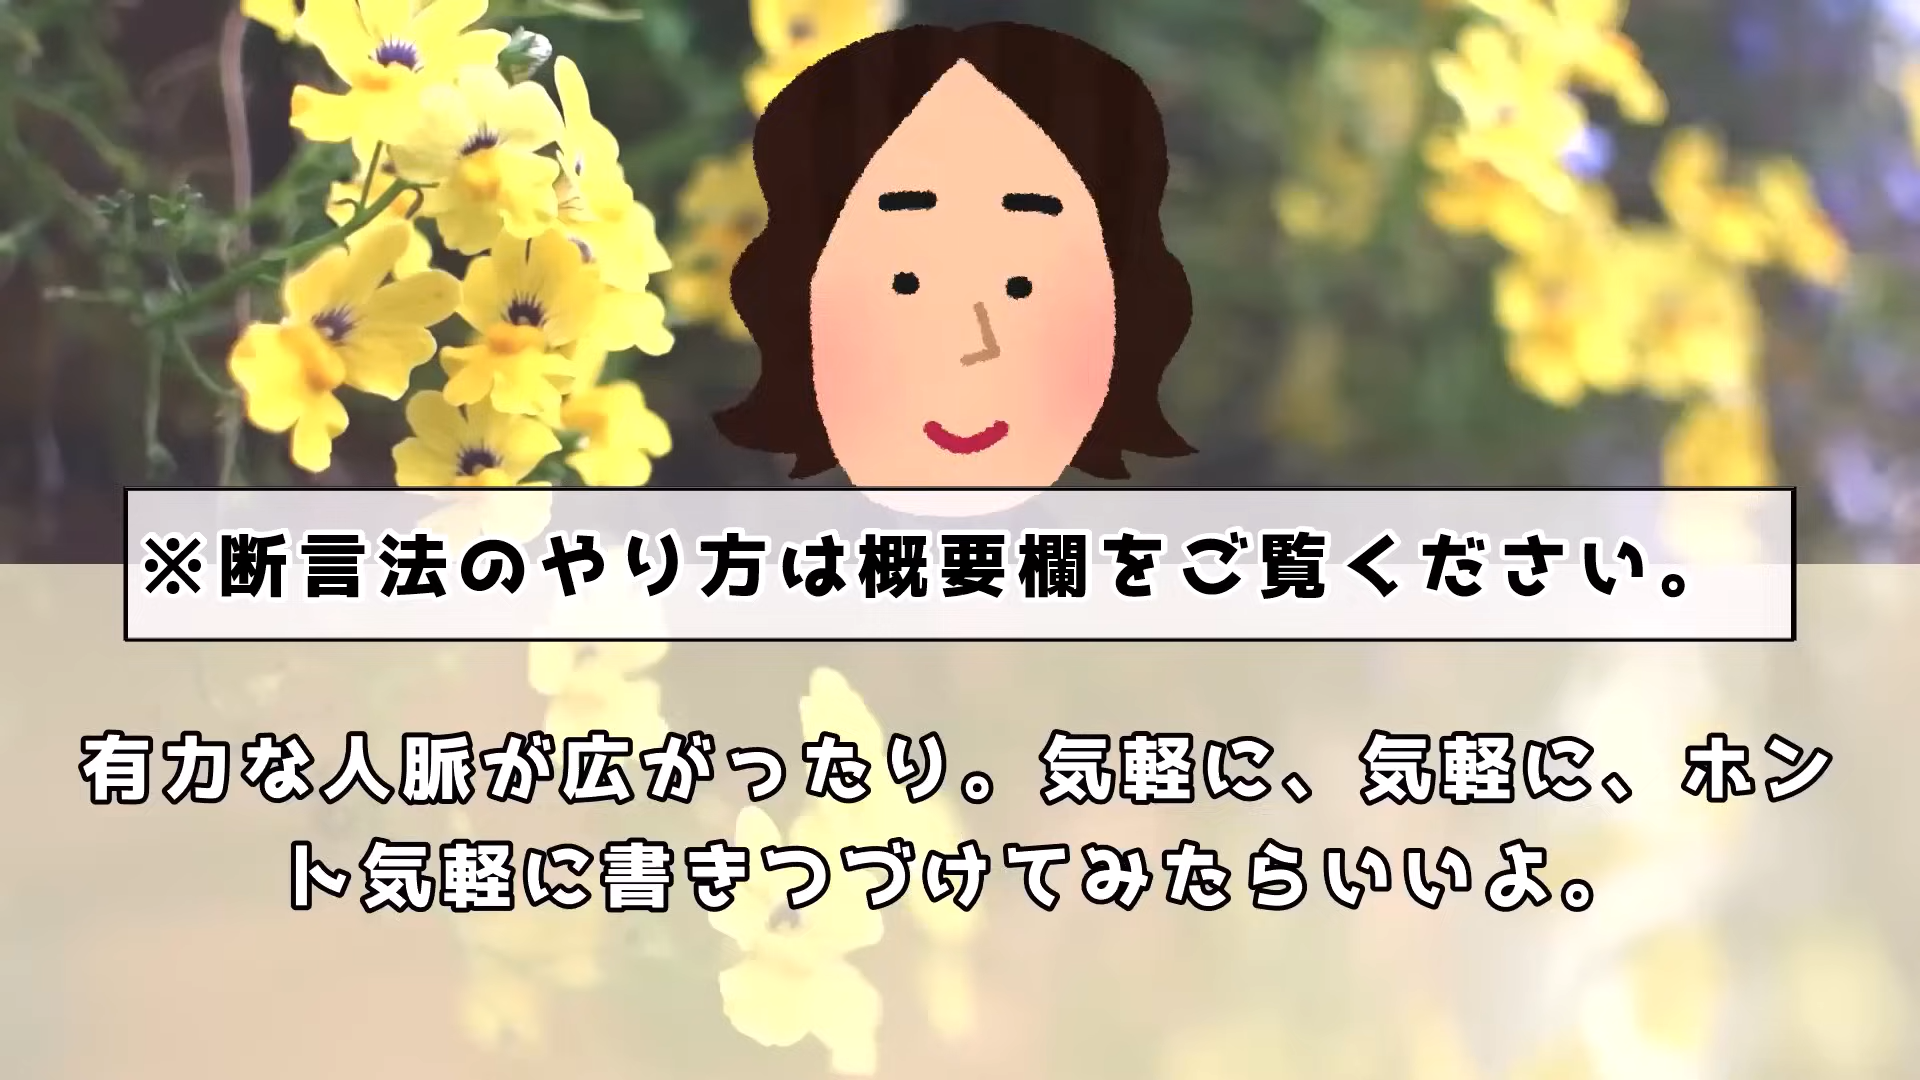 ※断言法のやり方は概要欄をご覧ください。
有力な人脈が広がったり。気軽に、気軽に、ホン
ト気軽に書きつづけてみたらいいよ。